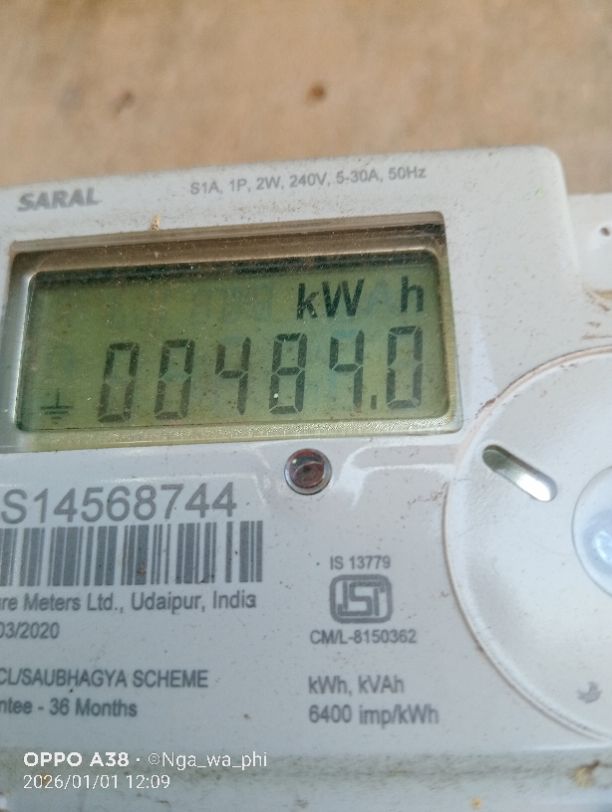 SARAL
S1A, 1P, 2W, 240V, 5-30A, 50Hz
kW h
00484.0
S14568744
IS 13779
ISI
CM/L-8150362
re Meters Ltd., Udaipur, India
03/2020
CL/SAUBHAGYA SCHEME
ntee - 36 Months
kWh, kVAh
6400 imp/kWh
OPPO A38 · ©Nga_wa_phi
2026/01/01 12:09